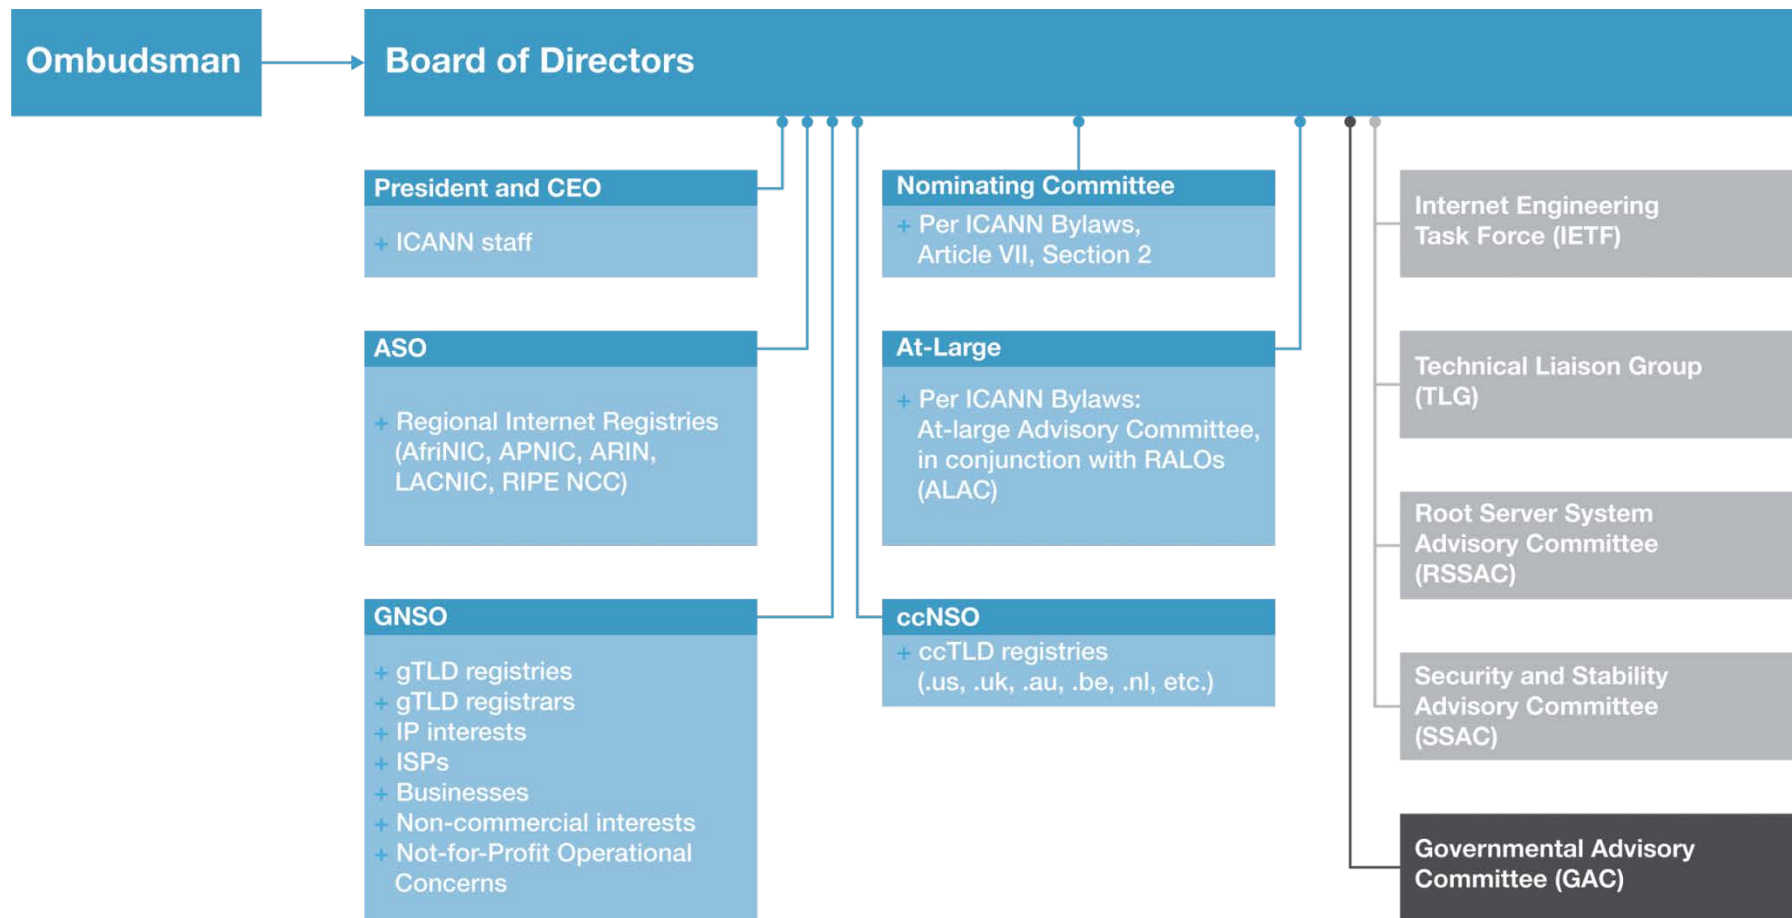 Ombudsman
Board of Directors
President and CEO
+ ICANN staff
ASO
+ Regional Internet Registries
(AfriNIC, APNIC, ARIN,
LACNIC, RIPE NCC)
GNSO
+ gTLD registries
+ gTLD registrars
+ IP interests
+ ISPs
+ Businesses
+ Non-commercial interests
+ Not-for-Profit Operational
Concerns
Nominating Committee
+ Per ICANN Bylaws,
Article VII, Section 2
At-Large
+ Per ICANN Bylaws:
At-large Advisory Committee,
in conjunction with RALOs
(ALAC)
ccNSO
+ ccTLD registries
(.us, .uk, .au, .be, .nl, etc.)
Internet Engineering
Task Force (IETF)
Technical Liaison Group
(TLG)
Root Server System
Advisory Committee
(RSSAC)
Security and Stability
Advisory Committee
(SSAC)
Governmental Advisory
Committee (GAC)